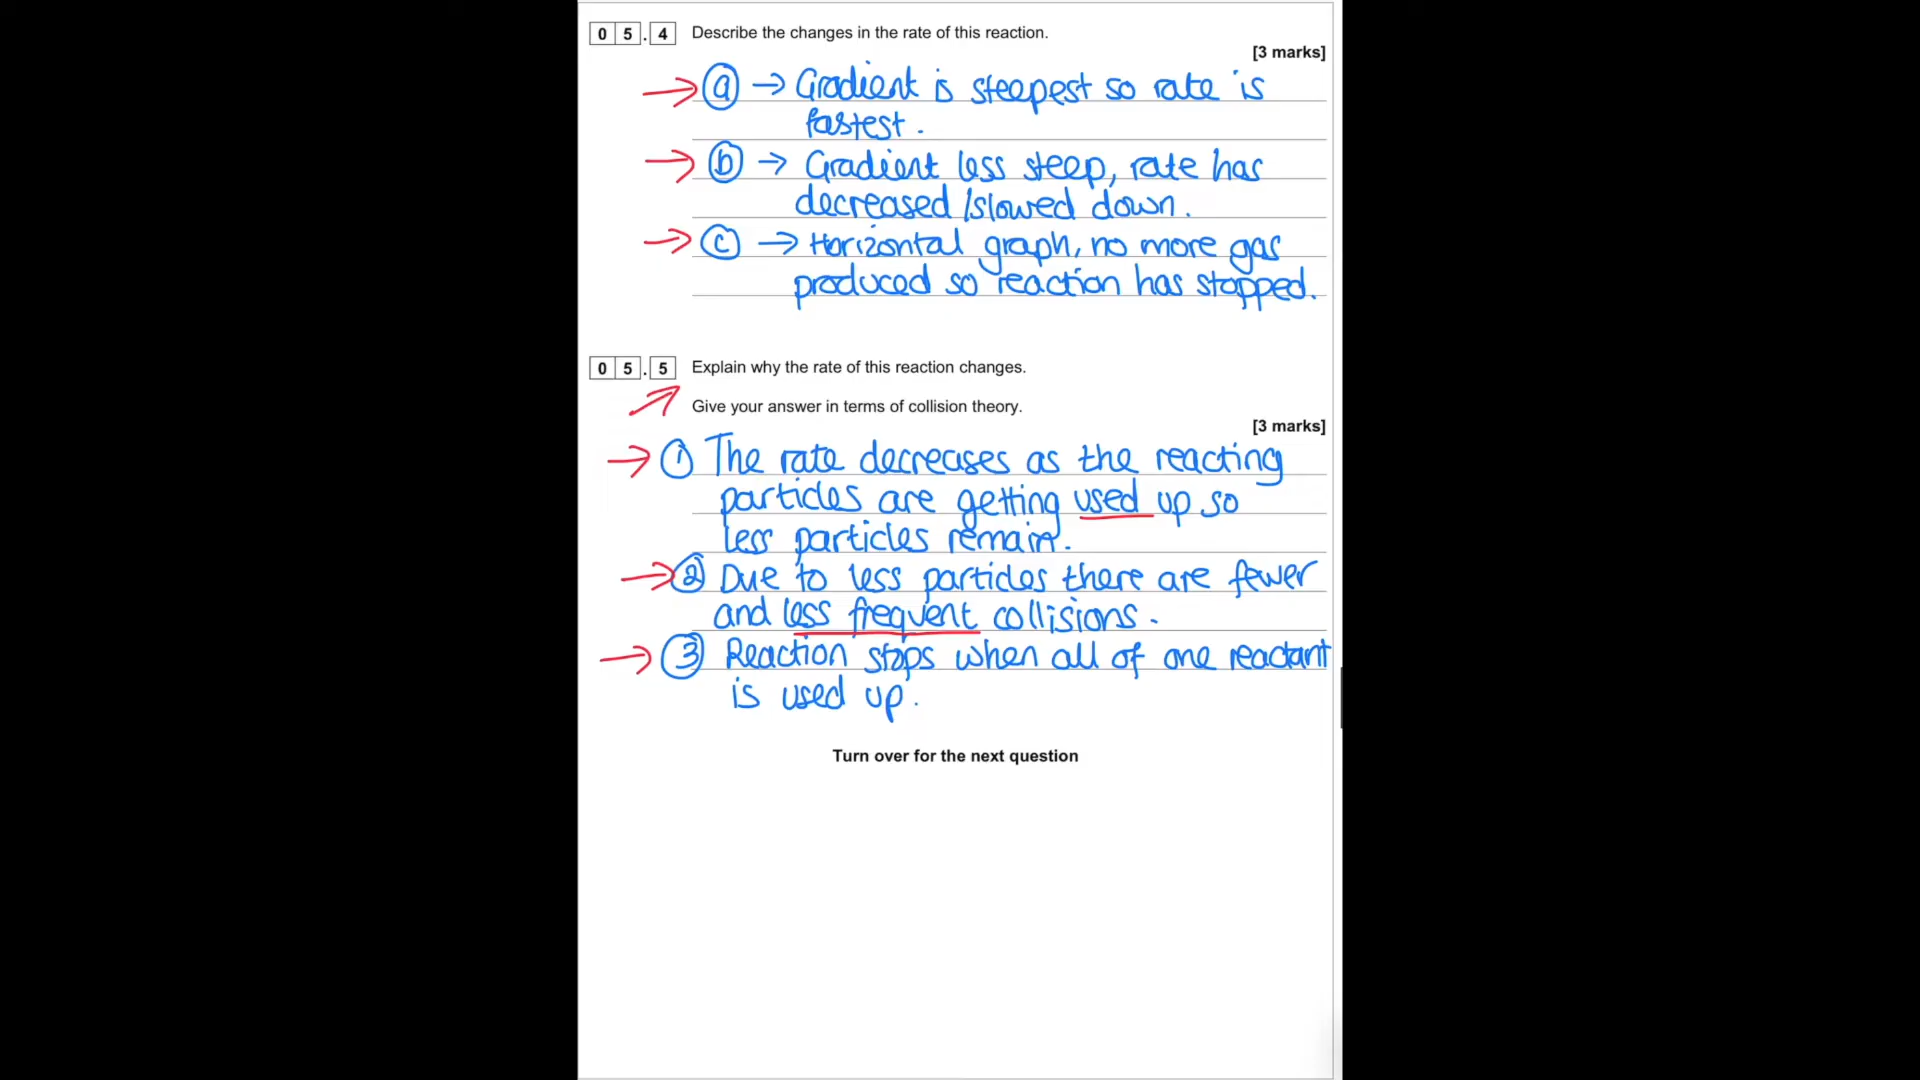 05.4 Describe the changes in the rate of this reaction.
[3 marks]
→ a → Gradient is steepest so rate is
fastest.
→ b → Gradient less steep, rate has
decreased/slowed down.
→ c → Horizontal graph, no more gas
produced so reaction has stopped.
05.5 Explain why the rate of this reaction changes.
Give your answer in terms of collision theory.
[3 marks]
→ 1 The rate decreases as the reacting
particles are getting used up so
less particles remain.
→ 2 Due to less particles there are fewer
and less frequent collisions.
→ 3 Reaction stops when all of one reactant
is used up.
Turn over for the next question